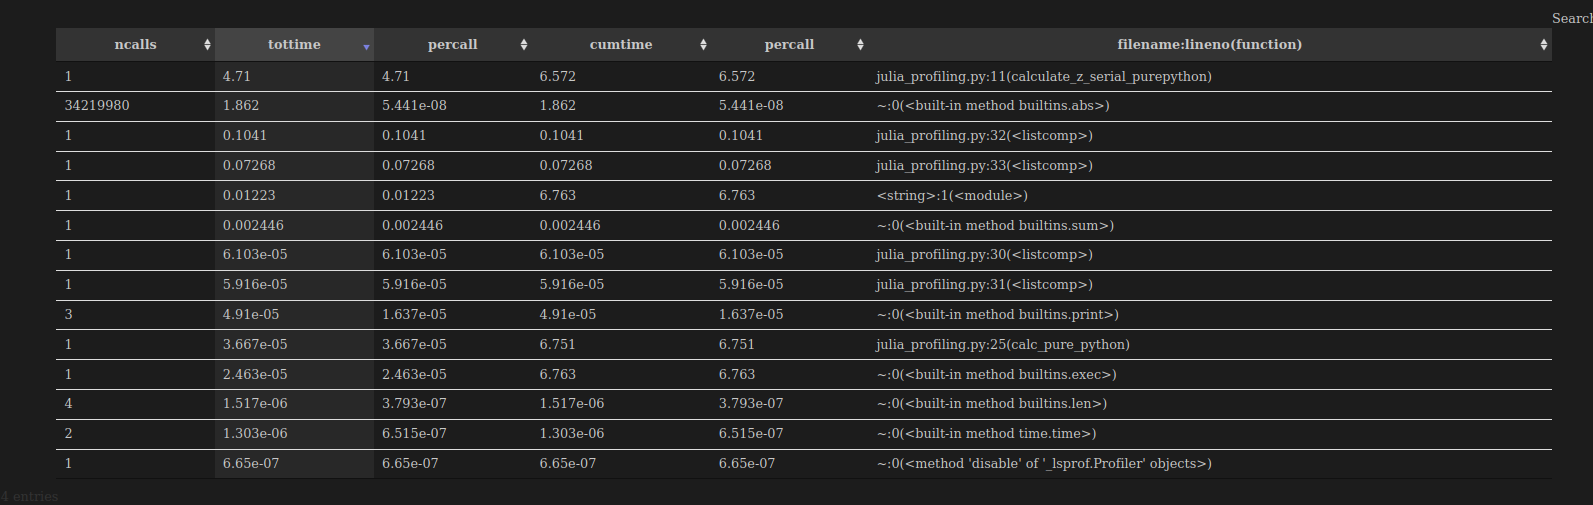 Search
ncalls tottime percall cumtime percall filename:lineno(function)
1 4.71 4.71 6.572 6.572 julia_profiling.py:11(calculate_z_serial_purepython)
34219980 1.862 5.441e-08 1.862 5.441e-08 ~:0(<built-in method builtins.abs>)
1 0.1041 0.1041 0.1041 0.1041 julia_profiling.py:32(<listcomp>)
1 0.07268 0.07268 0.07268 0.07268 julia_profiling.py:33(<listcomp>)
1 0.01223 0.01223 6.763 6.763 <string>:1(<module>)
1 0.002446 0.002446 0.002446 0.002446 ~:0(<built-in method builtins.sum>)
1 6.103e-05 6.103e-05 6.103e-05 6.103e-05 julia_profiling.py:30(<listcomp>)
1 5.916e-05 5.916e-05 5.916e-05 5.916e-05 julia_profiling.py:31(<listcomp>)
3 4.91e-05 1.637e-05 4.91e-05 1.637e-05 ~:0(<built-in method builtins.print>)
1 3.667e-05 3.667e-05 6.751 6.751 julia_profiling.py:25(calc_pure_python)
1 2.463e-05 2.463e-05 6.763 6.763 ~:0(<built-in method builtins.exec>)
4 1.517e-06 3.793e-07 1.517e-06 3.793e-07 ~:0(<built-in method builtins.len>)
2 1.303e-06 6.515e-07 1.303e-06 6.515e-07 ~:0(<built-in method time.time>)
1 6.65e-07 6.65e-07 6.65e-07 6.65e-07 ~:0(<method 'disable' of '_lsprof.Profiler' objects>)
4 entries